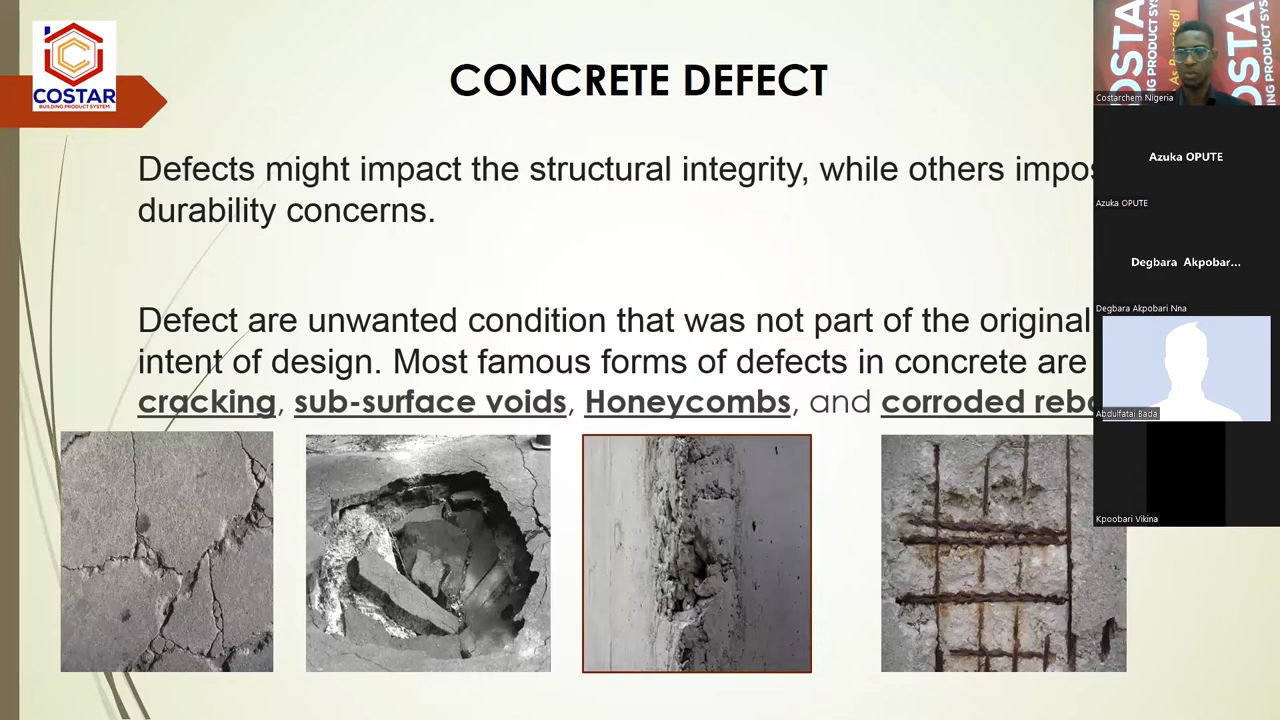 COSTAR
BUILDING PRODUCT SYSTEM
CONCRETE DEFECT
Defects might impact the structural integrity, while others impos
durability concerns.
Defect are unwanted condition that was not part of the original
intent of design. Most famous forms of defects in concrete are
cracking, sub-surface voids, Honeycombs, and corroded reb
Costarchem Nigeria
Azuka OPUTE
Azuka OPUTE
Degbara Akpobar...
Degbara Akpobari Nna
Abdulfatai Bada
Kpoobari Vikina